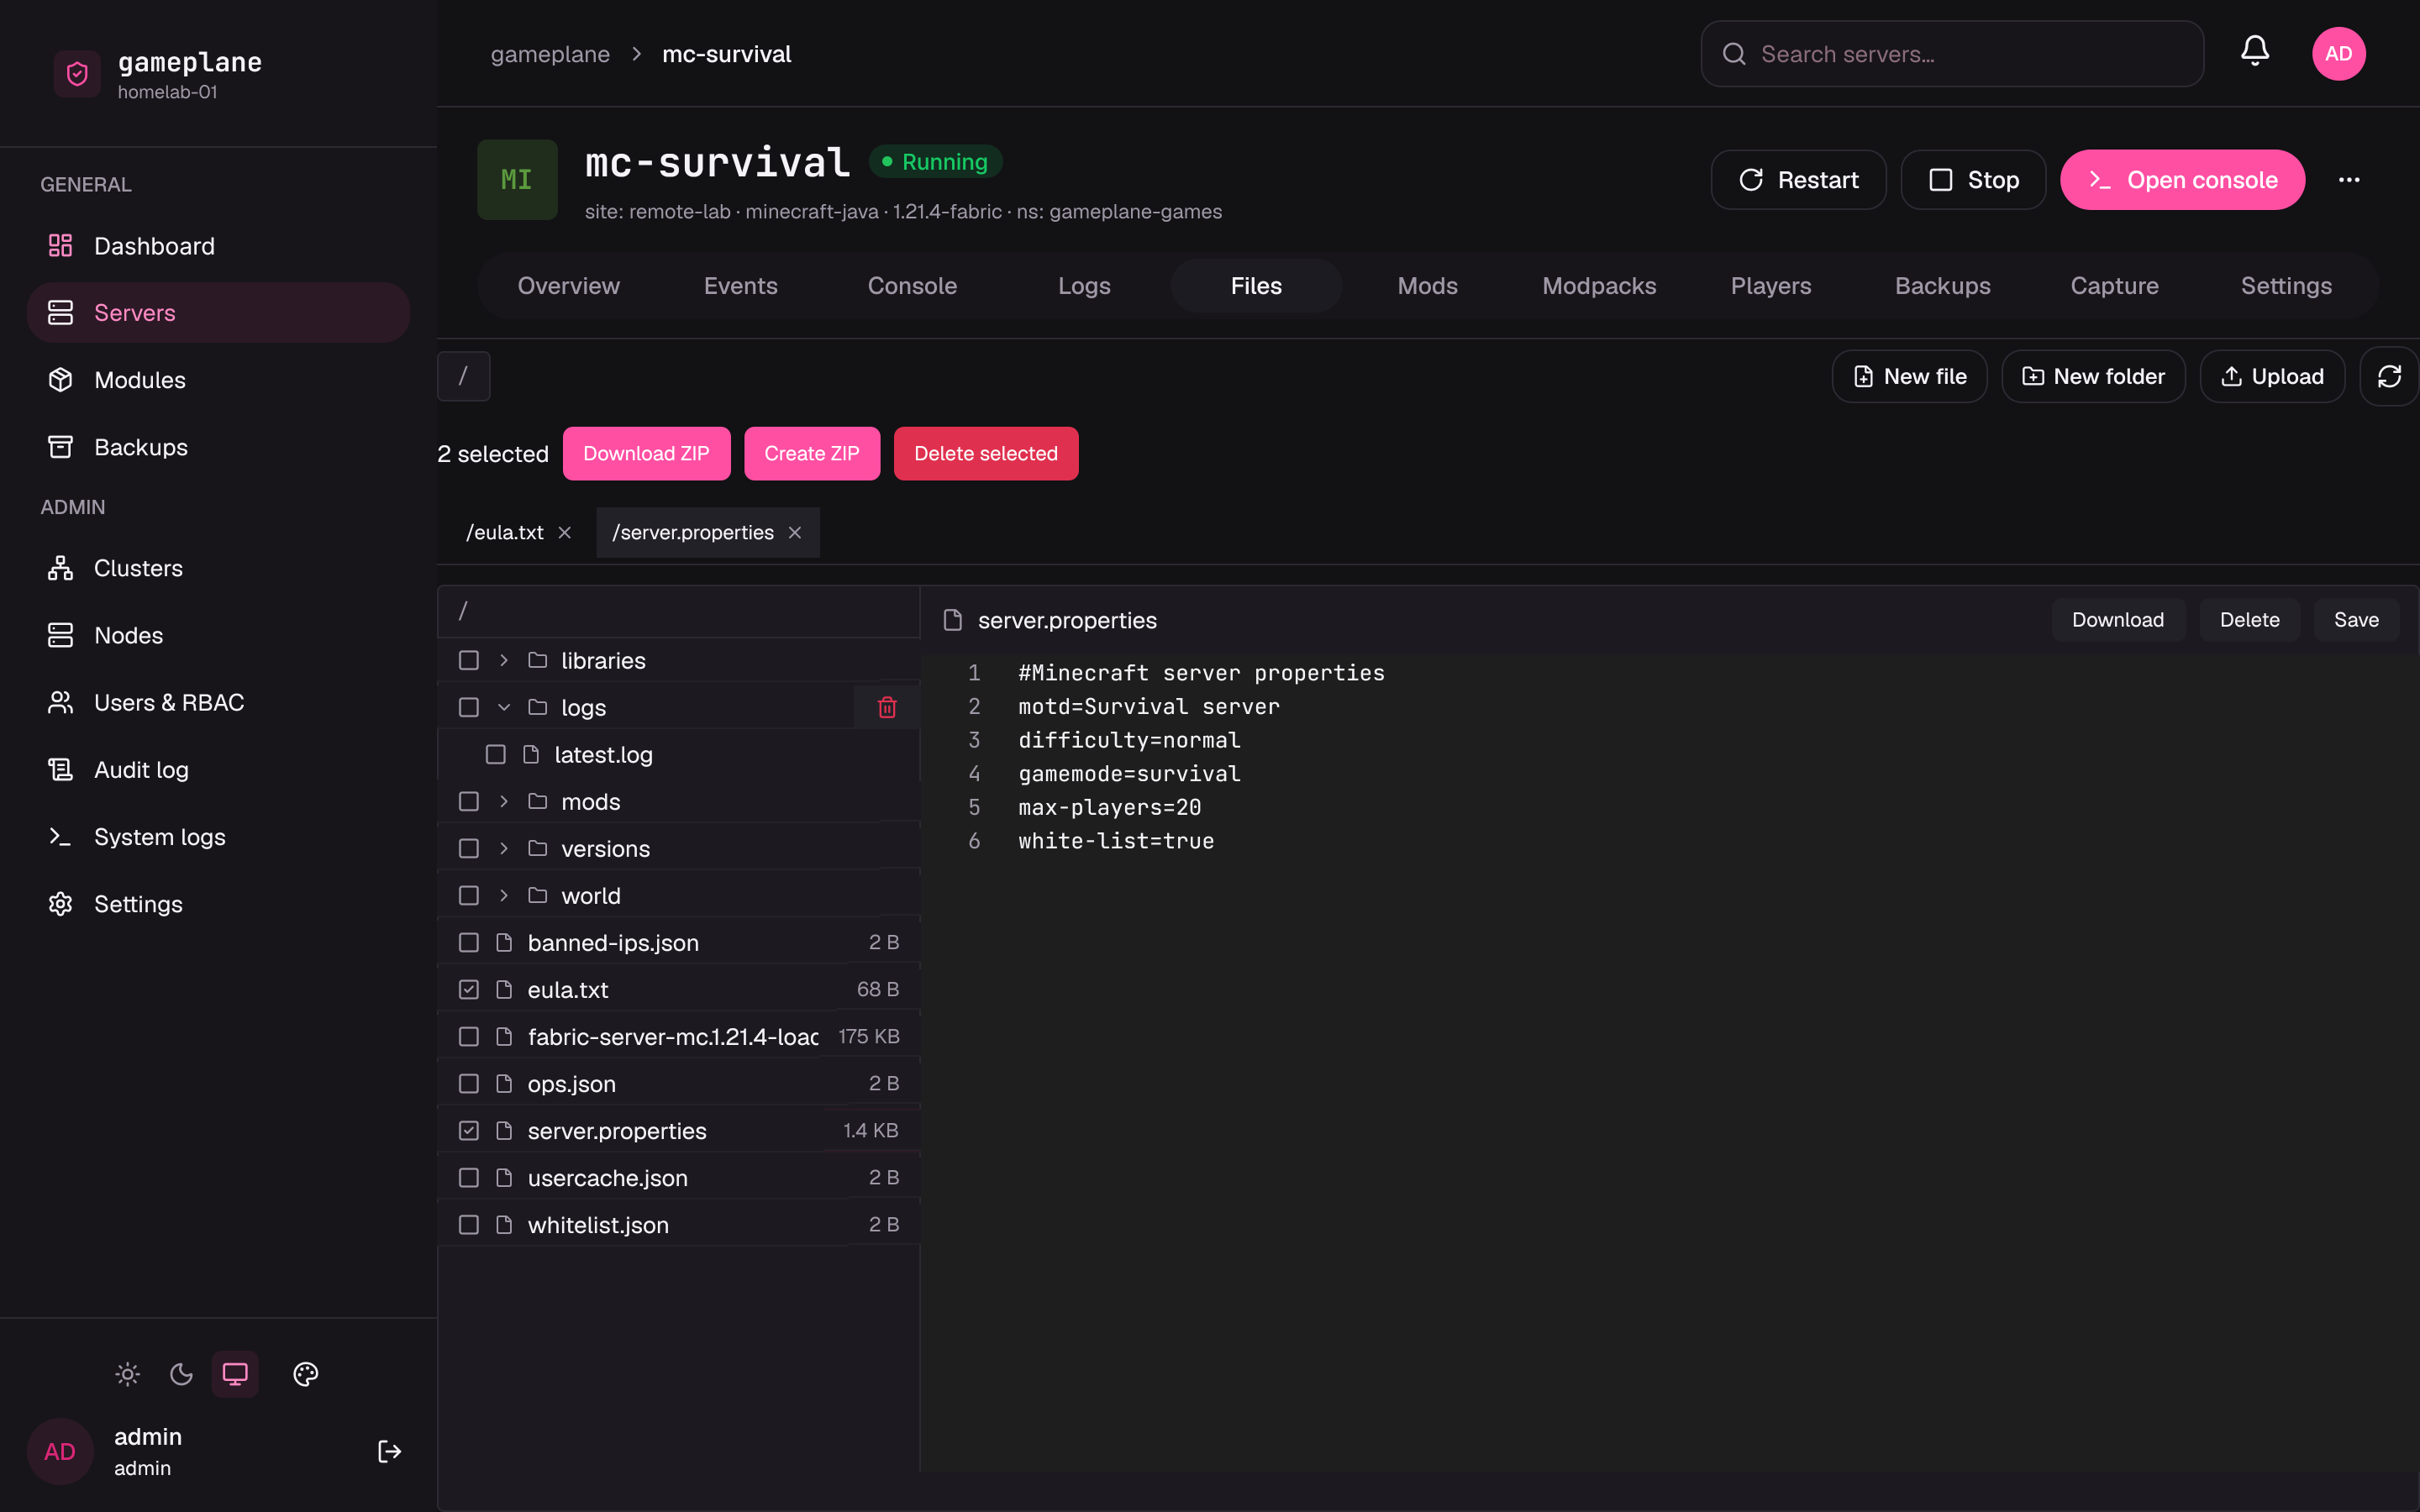 gameplane
homelab-01
GENERAL
Dashboard
Servers
Modules
Backups
ADMIN
Clusters
Nodes
Users & RBAC
Audit log
System logs
Settings
AD
admin
admin
gameplane
mc-survival
Search servers...
AD
MI
mc-survival
Running
site: remote-lab · minecraft-java · 1.21.4-fabric · ns: gameplane-games
Restart
Stop
Open console
Overview
Events
Console
Logs
Files
Mods
Modpacks
Players
Backups
Capture
Settings
/
New file
New folder
Upload
2 selected
Download ZIP
Create ZIP
Delete selected
/eula.txt
/server.properties
/
libraries
logs
latest.log
mods
versions
world
banned-ips.json 2 B
eula.txt 68 B
fabric-server-mc.1.21.4-load 175 KB
ops.json 2 B
server.properties 1.4 KB
usercache.json 2 B
whitelist.json 2 B
server.properties
Download
Delete
Save
1 #Minecraft server properties
2 motd=Survival server
3 difficulty=normal
4 gamemode=survival
5 max-players=20
6 white-list=true